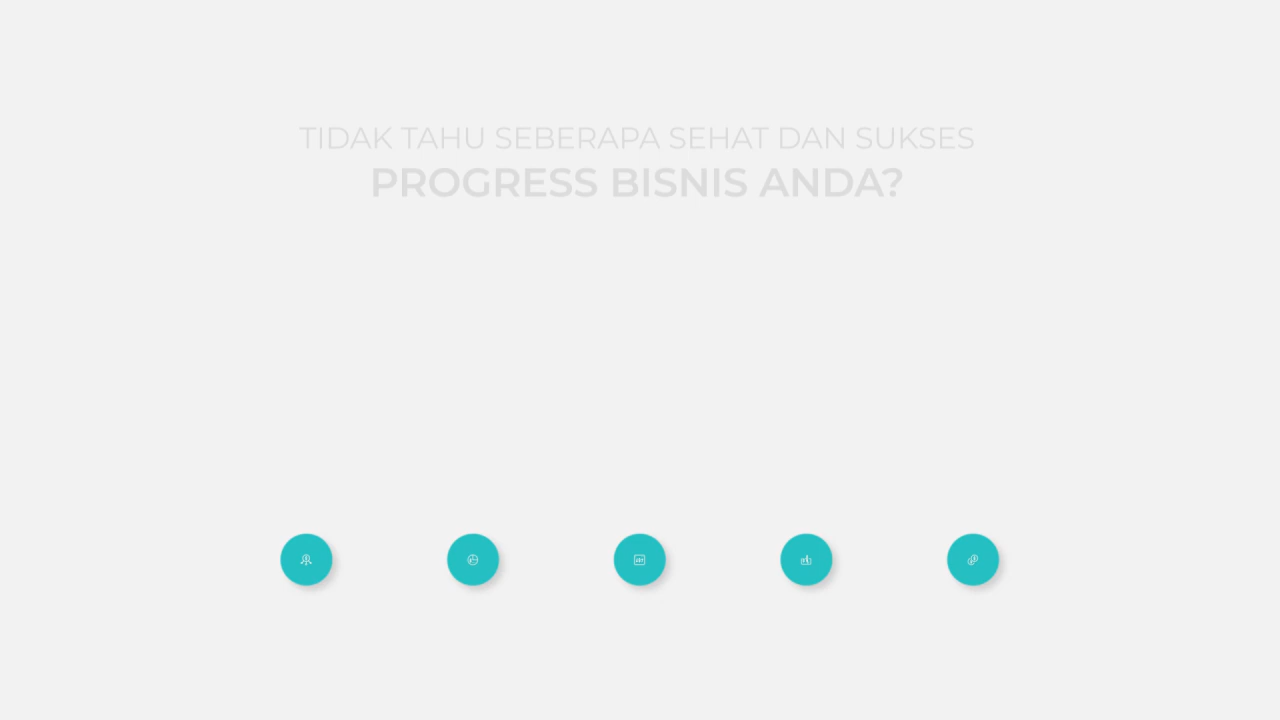 TIDAK TAHU SEBERAPA SEHAT DAN SUKSES
PROGRESS BISNIS ANDA?